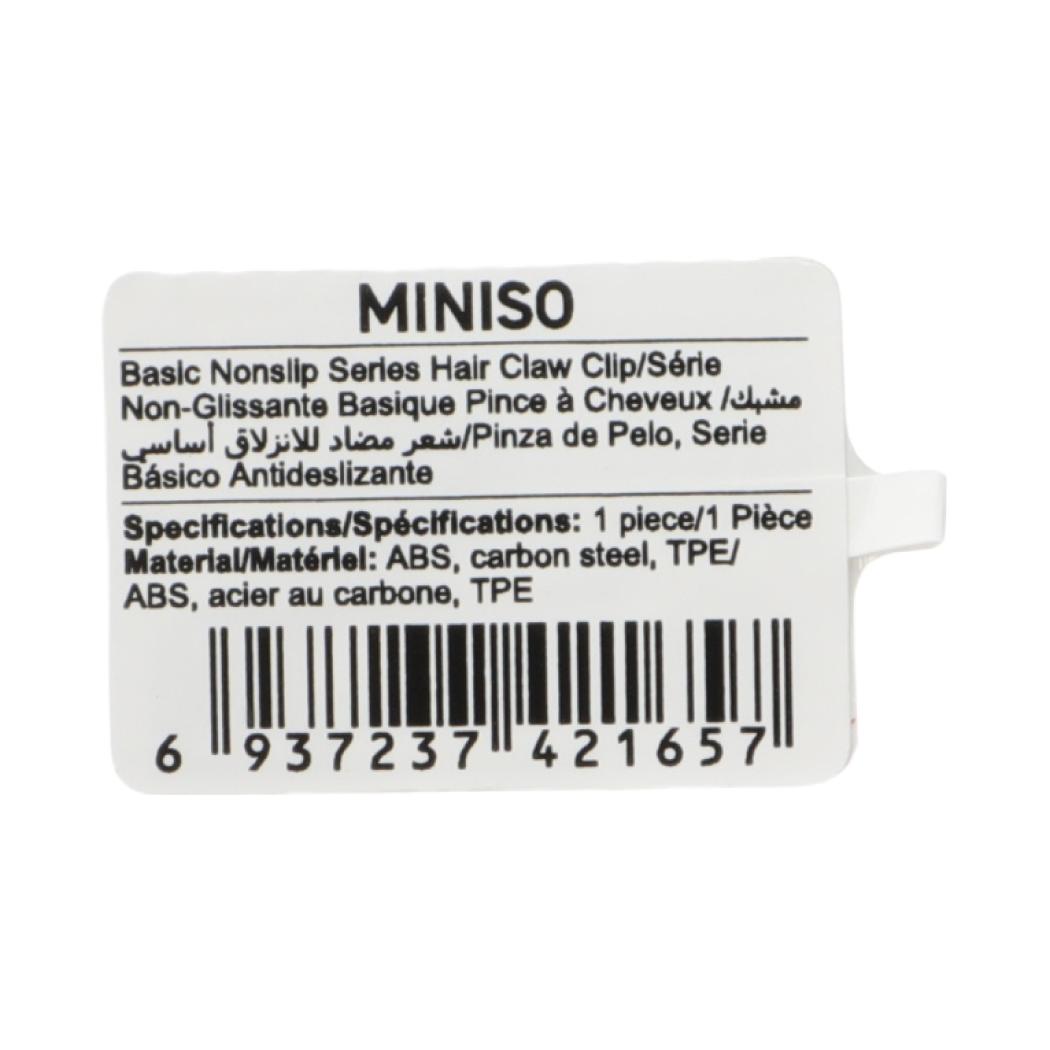 MINISO
Basic Nonslip Series Hair Claw Clip/Série
Non-Glissante Basique Pince à Cheveux /مشبك
شعر مضاد للانزلاق أساسي/Pinza de Pelo, Serie
Básico Antideslizante
Specifications/Spécifications: 1 piece/1 Pièce
Material/Matériel: ABS, carbon steel, TPE/
ABS, acier au carbone, TPE
6 937237 421657